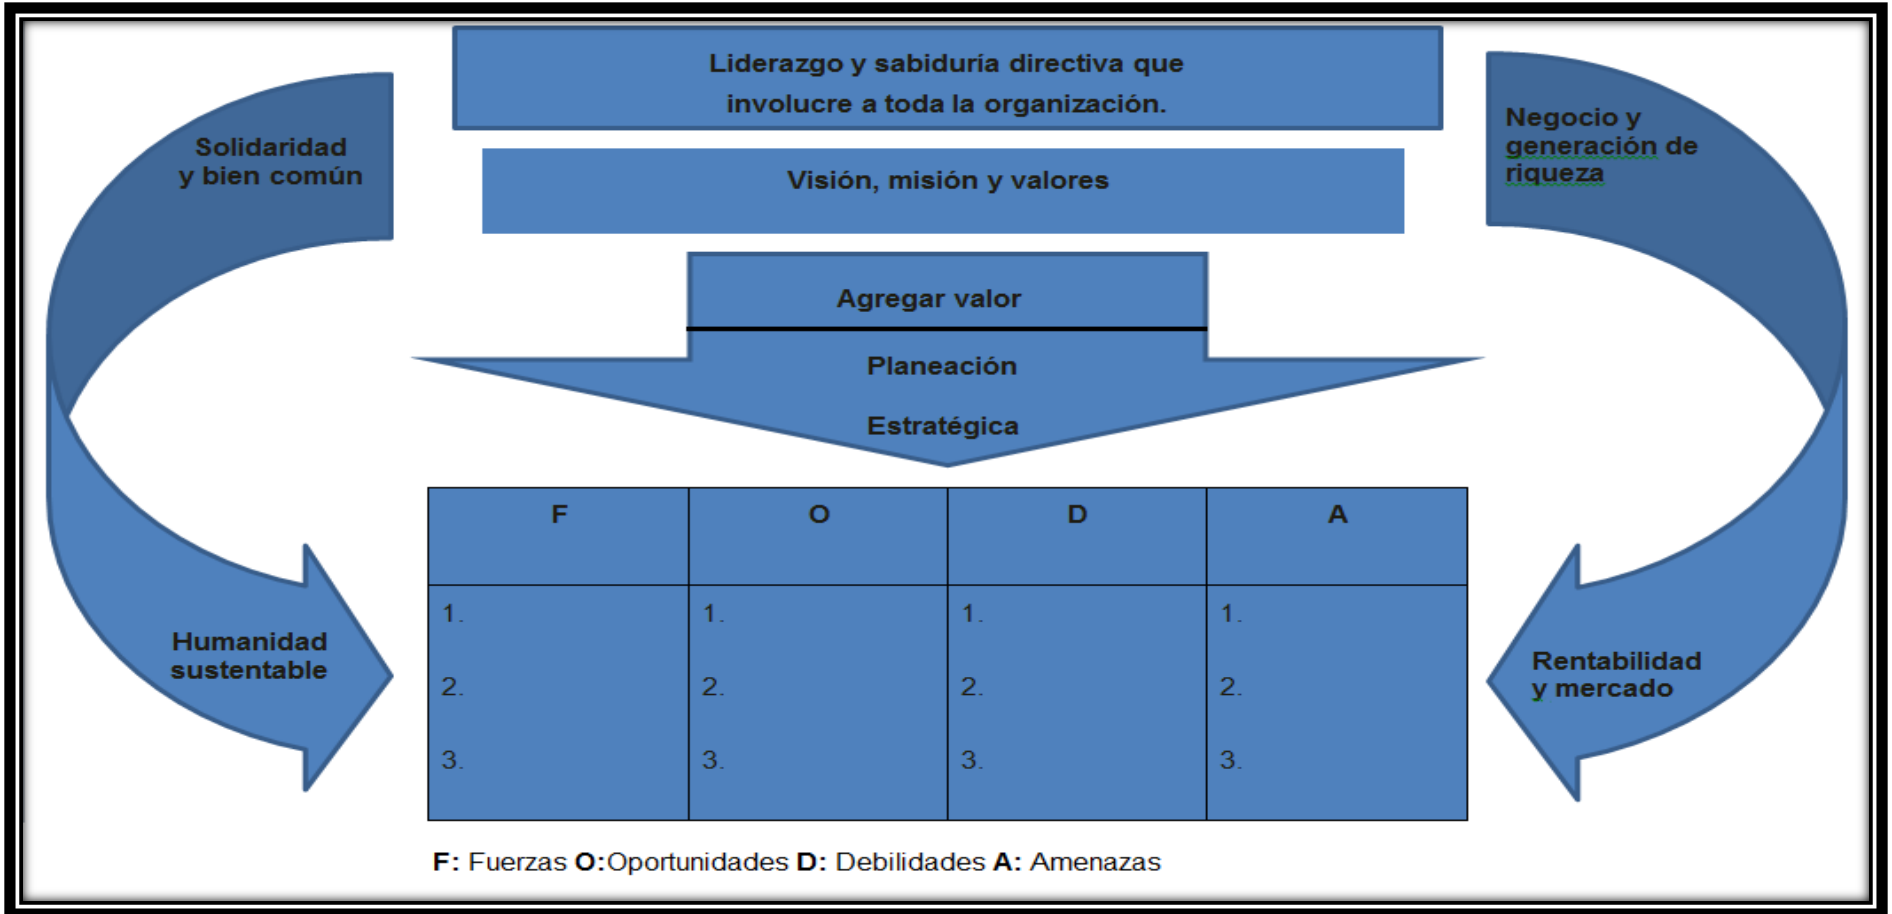 Liderazgo y sabiduría directiva que
involucre a toda la organización.
Solidaridad
y bien común
Negocio y
generación de
riqueza
Visión, misión y valores
Agregar valor
Planeación
Estratégica
F O D A
1. 1. 1. 1.
2. 2. 2. 2.
3. 3. 3. 3.
Humanidad
sustentable
Rentabilidad
y mercado
F: Fuerzas O:Oportunidades D: Debilidades A: Amenazas